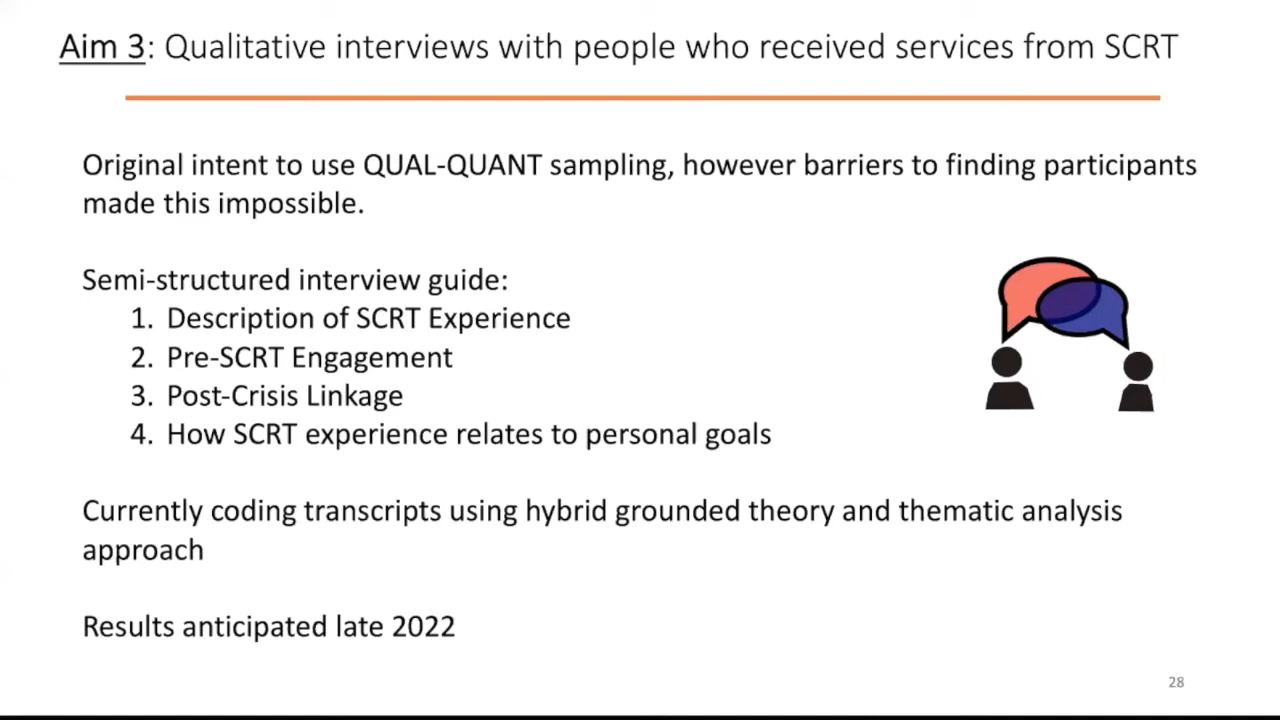 Aim 3: Qualitative interviews with people who received services from SCRT
Original intent to use QUAL-QUANT sampling, however barriers to finding participants
made this impossible.
Semi-structured interview guide:
1. Description of SCRT Experience
2. Pre-SCRT Engagement
3. Post-Crisis Linkage
4. How SCRT experience relates to personal goals
Currently coding transcripts using hybrid grounded theory and thematic analysis
approach
Results anticipated late 2022
28